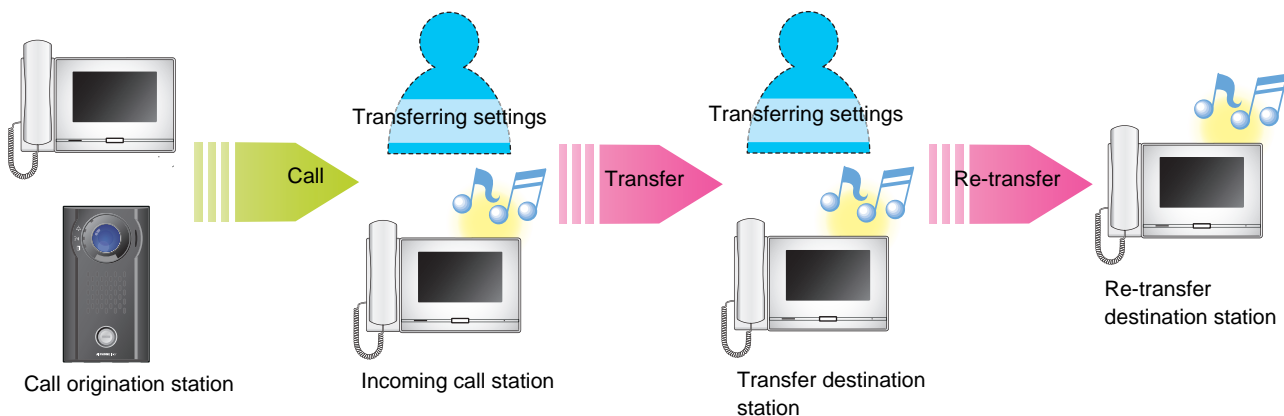 Transferring settings
Transferring settings
Call
Transfer
Re-transfer
Call origination station
Incoming call station
Transfer destination
station
Re-transfer
destination station